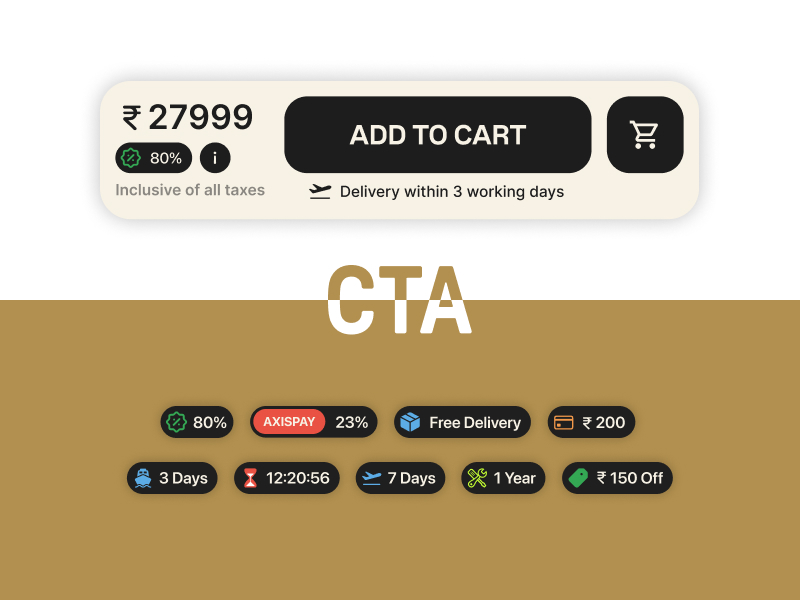 ₹ 27999
ADD TO CART
80% i
Inclusive of all taxes
Delivery within 3 working days
CTA
80% AXISPAY 23% Free Delivery ₹ 200
3 Days 12:20:56 7 Days 1 Year ₹ 150 Off